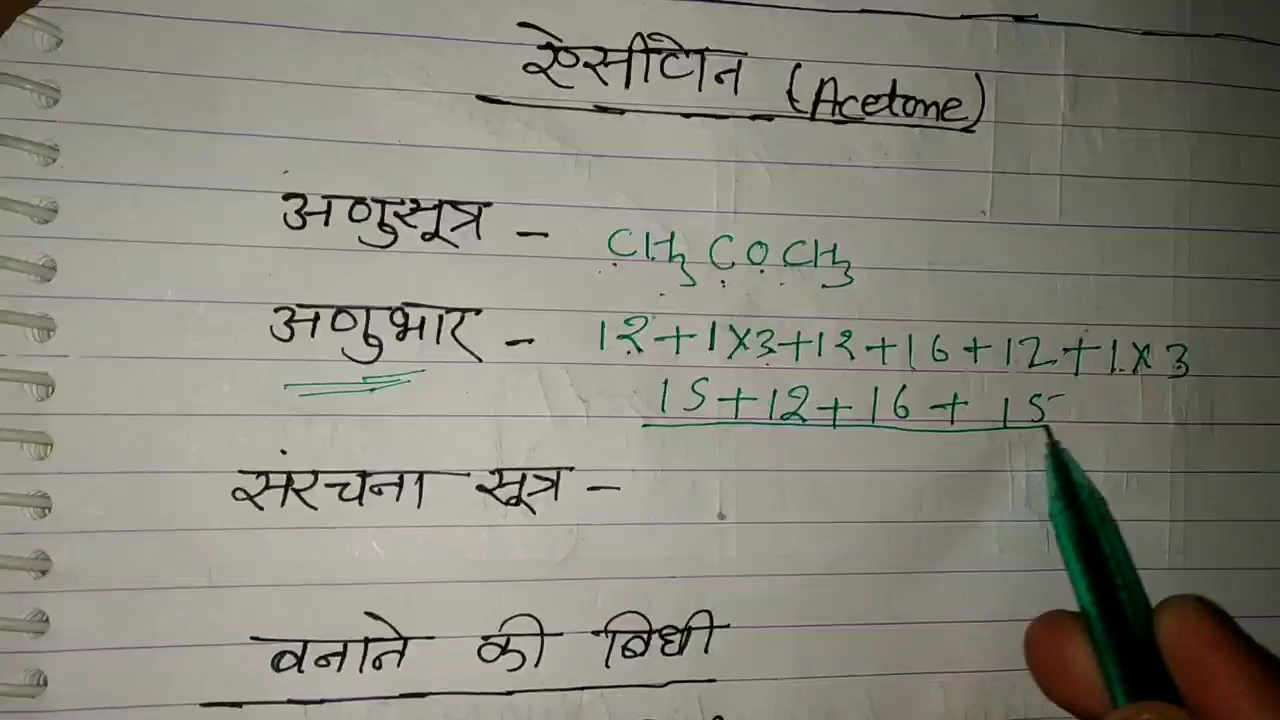 ऐसीटोन (Acetone)
अणुसूत्र - CH3 COCH3
अणुभार - 12+1×3+12+16+12+1×3
15+12+16+15
संरचना सूत्र -
बनाने की बिधी